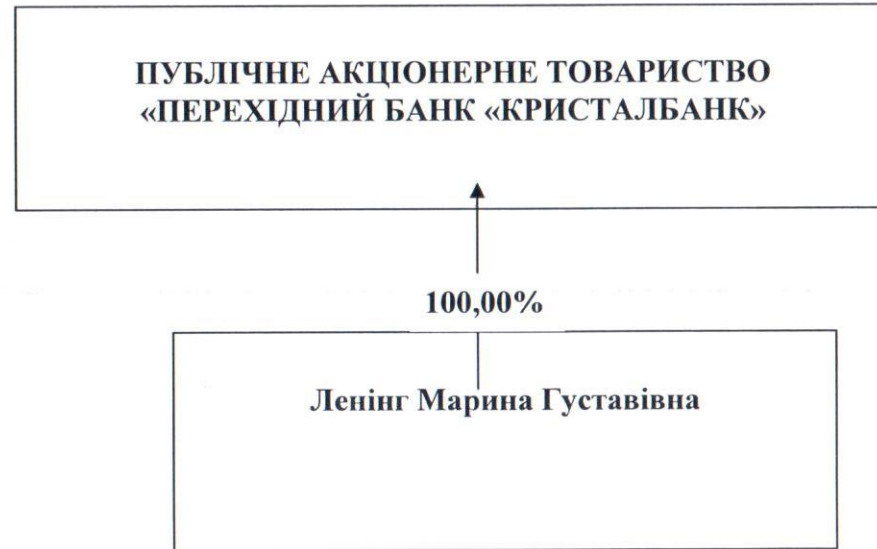 ПУБЛІЧНЕ АКЦІОНЕРНЕ ТОВАРИСТВО
«ПЕРЕХІДНИЙ БАНК «КРИСТАЛБАНК»
100,00%
Ленінг Марина Густавівна